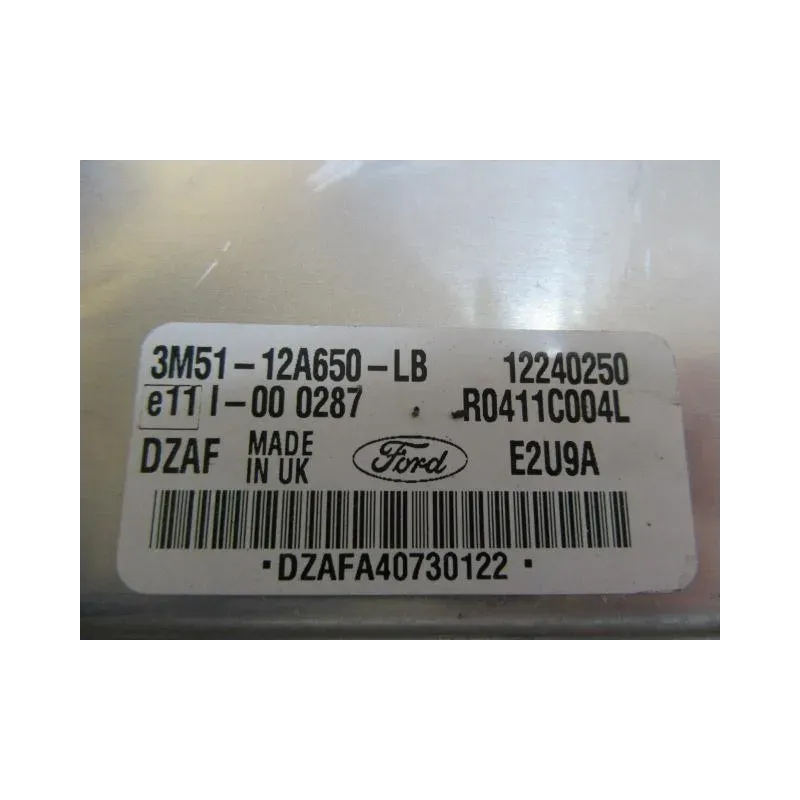 3M51-12A650-LB 12240250
e11 I-00 0287 R0411C004L
DZAF MADE IN UK Ford E2U9A
•DZAFA40730122•